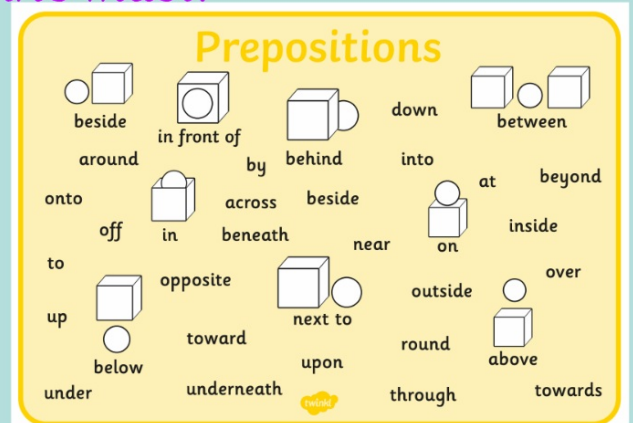 Prepositions
beside
in front of
behind
down
between
around
by
into
at
beyond
onto
across
beside
off
in
beneath
near
on
inside
to
opposite
next to
outside
over
up
toward
round
above
below
upon
under
underneath
through
towards
twinkl